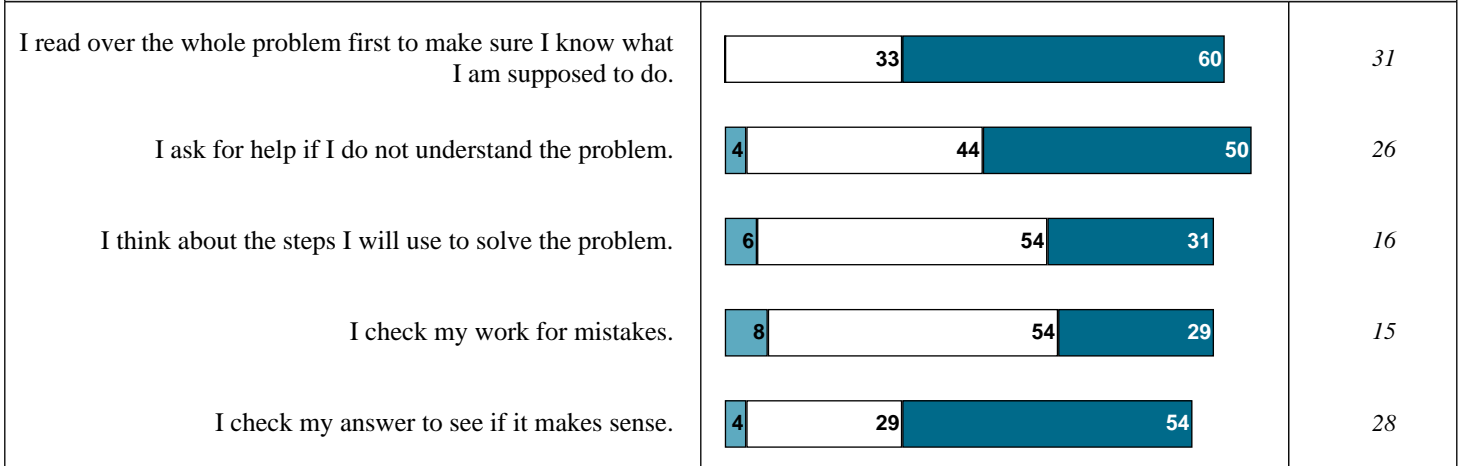 I read over the whole problem first to make sure I know what
I am supposed to do.
33 60 31
I ask for help if I do not understand the problem.
4 44 50 26
I think about the steps I will use to solve the problem.
6 54 31 16
I check my work for mistakes.
8 54 29 15
I check my answer to see if it makes sense.
4 29 54 28